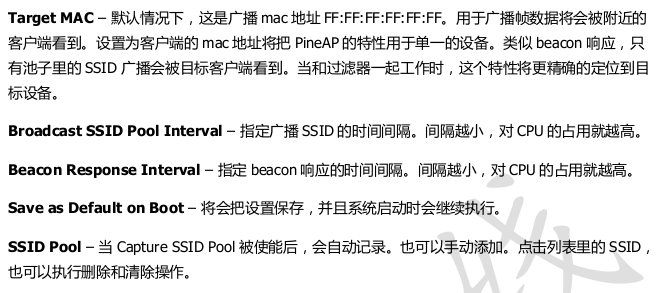 Target MAC – 默认情况下，这是广播 mac 地址 FF:FF:FF:FF:FF:FF。用于广播帧数据将会被附近的
客户端看到。设置为客户端的 mac 地址将把 PineAP 的特性用于单一的设备。类似 beacon 响应，只
有池子里的 SSID 广播会被目标客户端看到。当和过滤器一起工作时，这个特性将更精确的定位到目
标设备。
Broadcast SSID Pool Interval – 指定广播 SSID 的时间间隔。间隔越小，对 CPU 的占用就越高。
Beacon Response Interval – 指定 beacon 响应的时间间隔。间隔越小，对 CPU 的占用就越高。
Save as Default on Boot – 将会把设置保存，并且系统启动时会继续执行。
SSID Pool – 当 Capture SSID Pool 被使能后，会自动记录。也可以手动添加。点击列表里的 SSID，
也可以执行删除和清除操作。